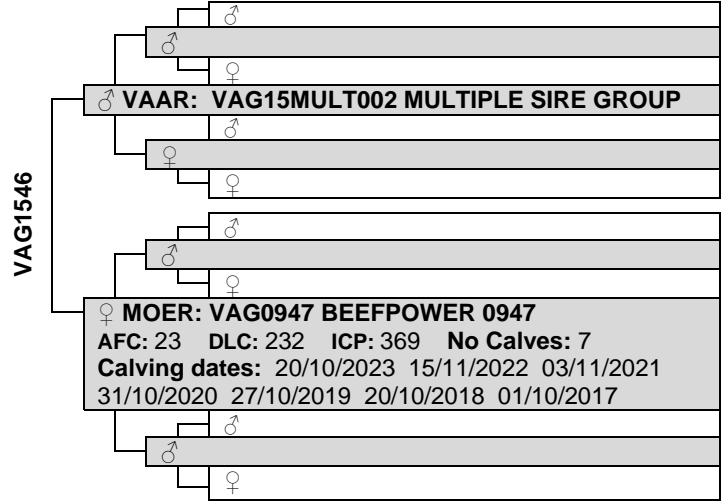 ♂
♂
♀
♂ VAAR: VAG15MULT002 MULTIPLE SIRE GROUP
♂
♀
♀
VAG1546
♂
♂
♀
♀ MOER: VAG0947 BEEFPOWER 0947
AFC: 23 DLC: 232 ICP: 369 No Calves: 7
Calving dates: 20/10/2023 15/11/2022 03/11/2021
31/10/2020 27/10/2019 20/10/2018 01/10/2017
♂
♂
♀